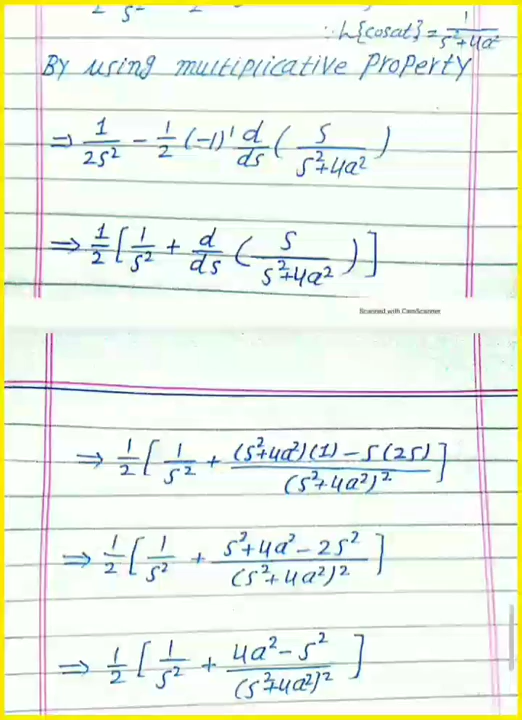 ∵ L{cosat} = 1/(s²+4a²)
By using multiplicative Property
⇒ 1/(2s²) - 1/2 (-1)' d/ds ( s/(s²+4a²) )
⇒ 1/2 [ 1/s² + d/ds ( s/(s²+4a²) ) ]
Scanned with CamScanner
⇒ 1/2 [ 1/s² + ((s²+4a²)(1) - s(2s))/(s²+4a²)² ]
⇒ 1/2 [ 1/s² + (s²+4a²-2s²)/(s²+4a²)² ]
⇒ 1/2 [ 1/s² + (4a²-s²)/(s²+4a²)² ]